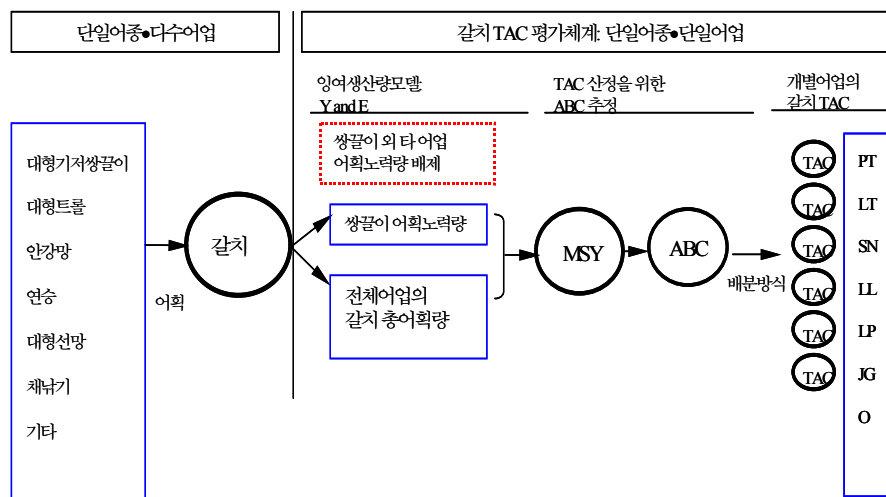 단일어종●다수어업
갈치 TAC 평가체계: 단일어종●단일어업
잉여생산량모델:
Y and E
TAC 산정을 위한
ABC 추정
개별어업의
갈치 TAC
쌍끌이 외 타 어업
어획노력량 배제
대형기저쌍끌이
대형트롤
안강망
연승
대형선망
채낚기
기타
어획
갈치
쌍끌이 어획노력량
전체어업의
갈치 총어획량
MSY
ABC
배분방식
TAC
TAC
TAC
TAC
TAC
TAC
PT
LT
SN
LL
LP
JG
O